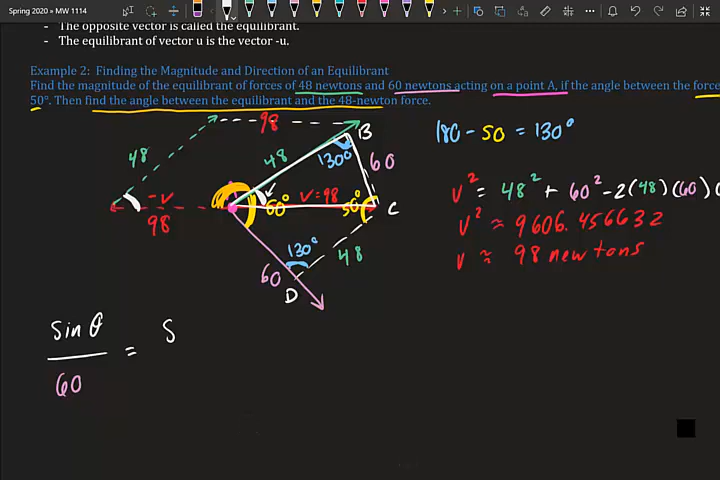 Spring 2020 » MW 1114
- The opposite vector is called the equilibrant.
- The equilibrant of vector u is the vector -u.
Example 2: Finding the Magnitude and Direction of an Equilibrant
Find the magnitude of the equilibrant of forces of 48 newtons and 60 newtons acting on a point A, if the angle between the force
50°. Then find the angle between the equilibrant and the 48-newton force.
98
B
180 - 50 = 130°
48
48
130°
60
v² = 48² + 60² - 2(48)(60)(
-v
98
v = 98
50°
C
v² ≈ 9606.456632
130°
48
v ≈ 98 newtons
60
D
sin θ
60
= S